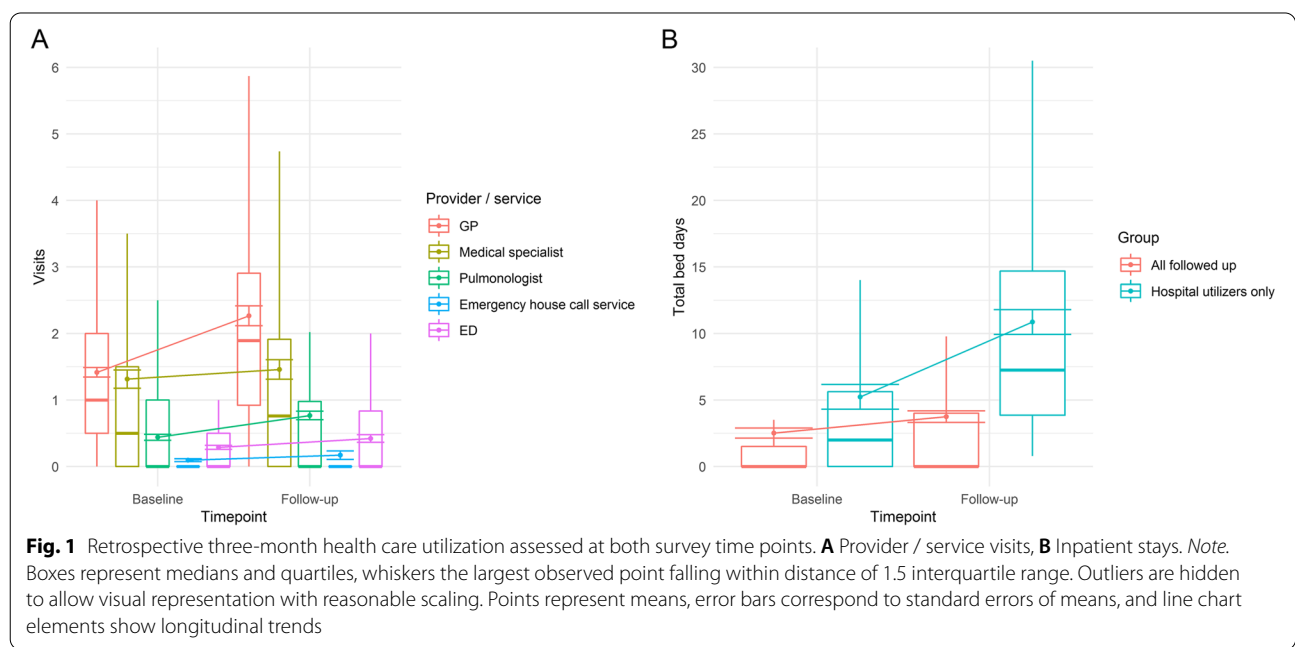 A
6
5
4
3
2
1
0
Visits
Baseline
Follow-up
Timepoint
Provider / service
GP
Medical specialist
Pulmonologist
Emergency house call service
ED
B
30
25
20
15
10
5
0
Total bed days
Baseline
Follow-up
Timepoint
Group
All followed up
Hospital utilizers only
Fig. 1 Retrospective three-month health care utilization assessed at both survey time points. A Provider / service visits, B Inpatient stays. Note.
Boxes represent medians and quartiles, whiskers the largest observed point falling within distance of 1.5 interquartile range. Outliers are hidden
to allow visual representation with reasonable scaling. Points represent means, error bars correspond to standard errors of means, and line chart
elements show longitudinal trends